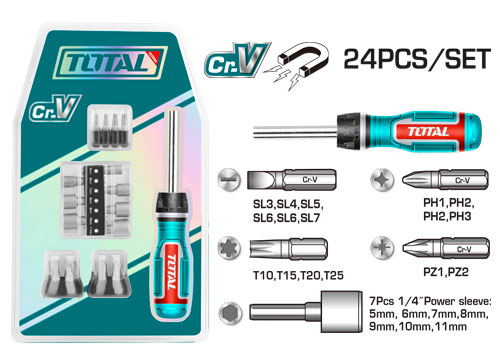 TOTAL
Cr.V
TOTAL
Cr.V
24PCS/SET
TOTAL
Cr-V
SL3,SL4,SL5,
SL6,SL6,SL7
Cr-V
PH1,PH2,
PH2,PH3
T10,T15,T20,T25
Cr-V
PZ1,PZ2
7Pcs 1/4″Power sleeve:
5mm, 6mm,7mm,8mm,
9mm,10mm,11mm